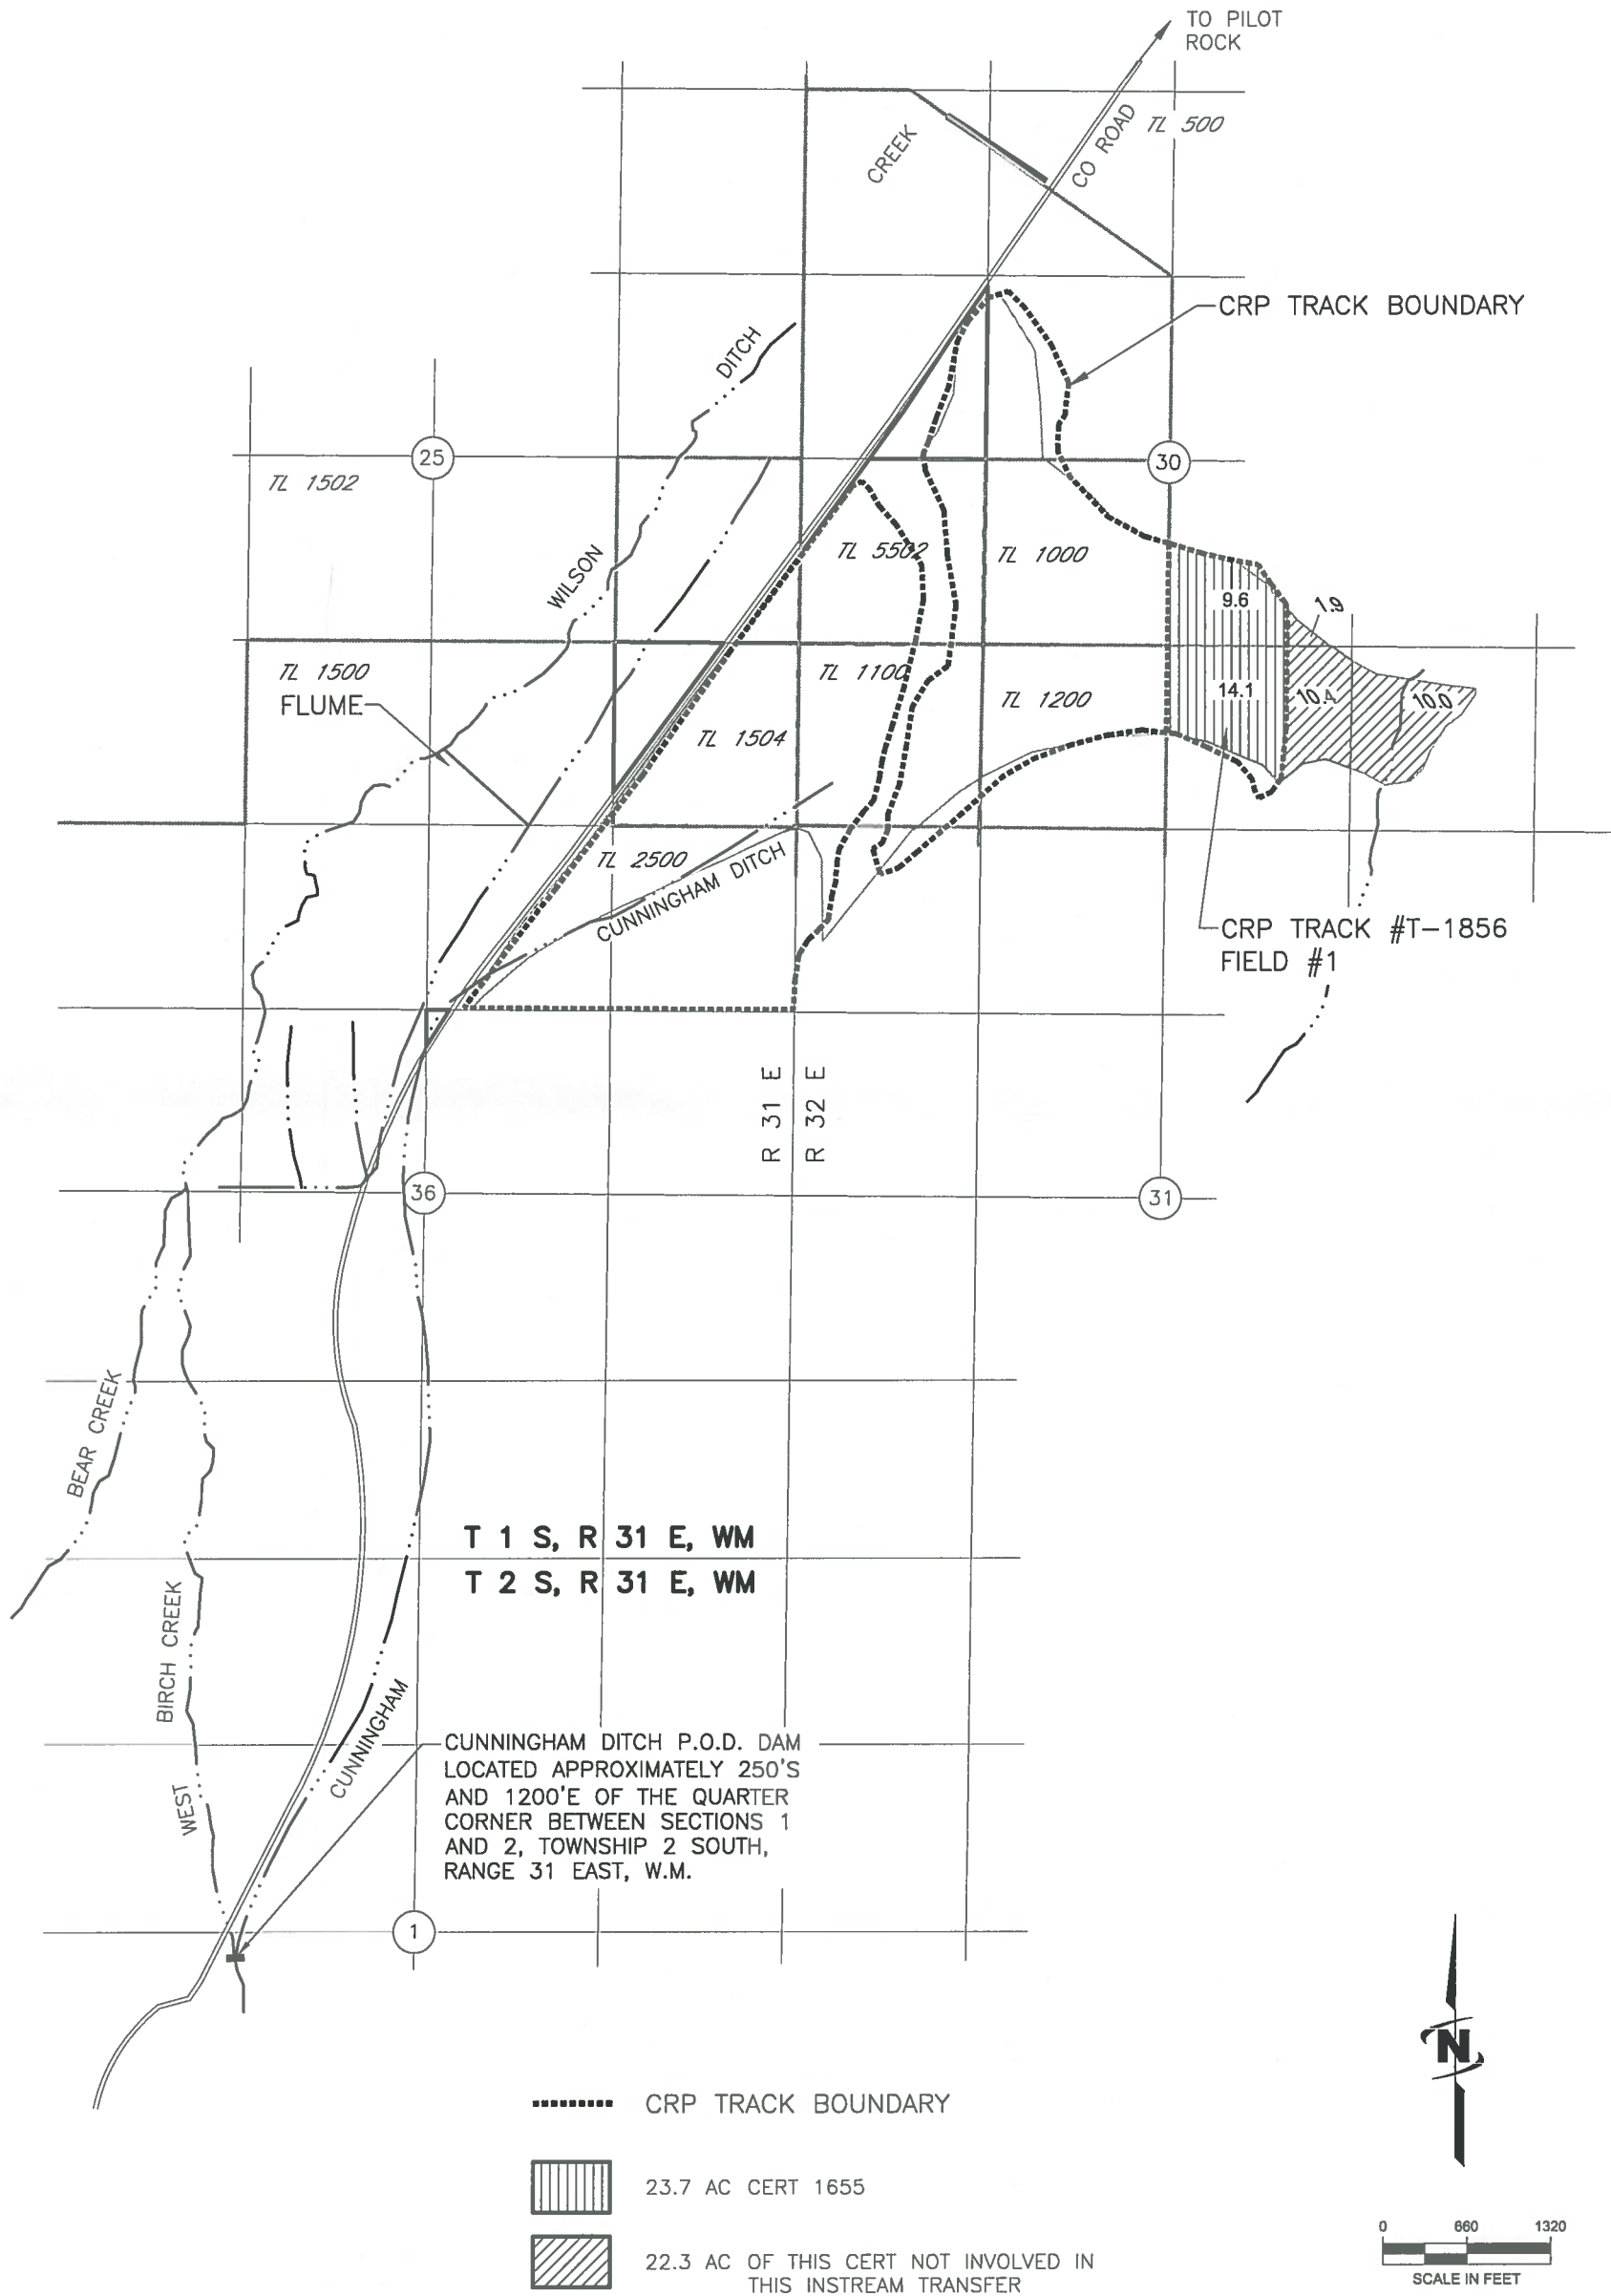 TO PILOT
ROCK
TL 500
CO ROAD
CREEK
CRP TRACK BOUNDARY
DITCH
25
30
TL 1502
WILSON
TL 5502
TL 1000
9.6
1.9
TL 1500
FLUME
TL 1100
TL 1200
14.1
10.4
10.0
TL 1504
TL 2500
CUNNINGHAM DITCH
CRP TRACK #T-1856
FIELD #1
R 31 E
R 32 E
36
31
BEAR CREEK
T 1 S, R 31 E, WM
T 2 S, R 31 E, WM
BIRCH CREEK
WEST
CUNNINGHAM
CUNNINGHAM DITCH P.O.D. DAM
LOCATED APPROXIMATELY 250'S
AND 1200'E OF THE QUARTER
CORNER BETWEEN SECTIONS 1
AND 2, TOWNSHIP 2 SOUTH,
RANGE 31 EAST, W.M.
1
N
CRP TRACK BOUNDARY
23.7 AC CERT 1655
22.3 AC OF THIS CERT NOT INVOLVED IN
THIS INSTREAM TRANSFER
0 660 1320
SCALE IN FEET